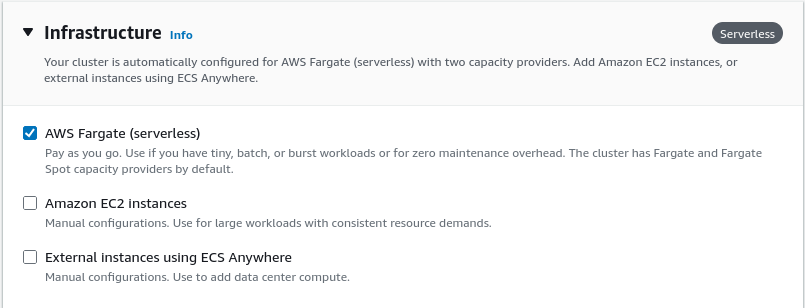 Infrastructure Info
Serverless
Your cluster is automatically configured for AWS Fargate (serverless) with two capacity providers. Add Amazon EC2 instances, or
external instances using ECS Anywhere.
AWS Fargate (serverless)
Pay as you go. Use if you have tiny, batch, or burst workloads or for zero maintenance overhead. The cluster has Fargate and Fargate
Spot capacity providers by default.
Amazon EC2 instances
Manual configurations. Use for large workloads with consistent resource demands.
External instances using ECS Anywhere
Manual configurations. Use to add data center compute.